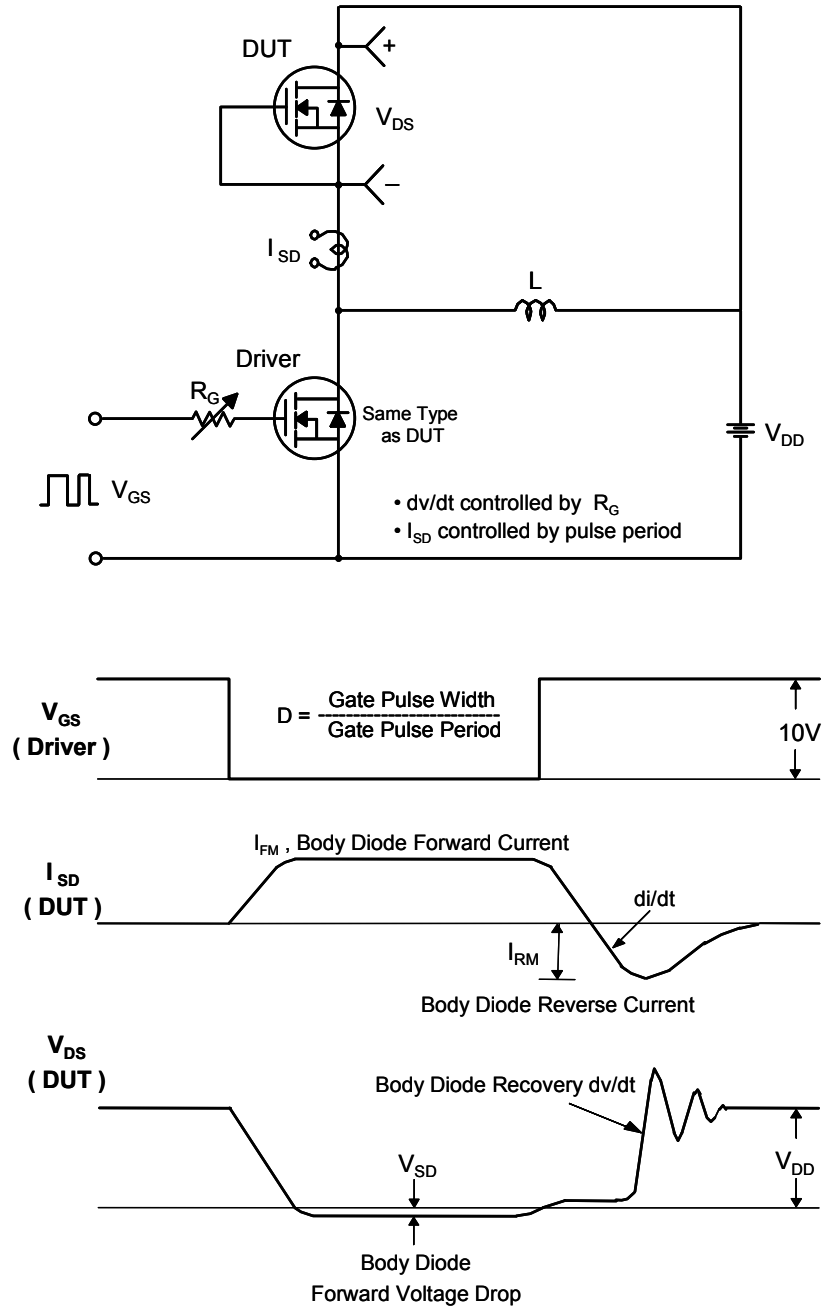 DUT
+
V_DS
–
I_SD
L
Driver
R_G
Same Type
as DUT
V_DD
V_GS
• dv/dt controlled by R_G
• I_SD controlled by pulse period
V_GS
( Driver )
D = Gate Pulse Width
Gate Pulse Period
10V
I_FM , Body Diode Forward Current
I_SD
( DUT )
di/dt
I_RM
Body Diode Reverse Current
V_DS
( DUT )
Body Diode Recovery dv/dt
V_SD
V_DD
Body Diode
Forward Voltage Drop